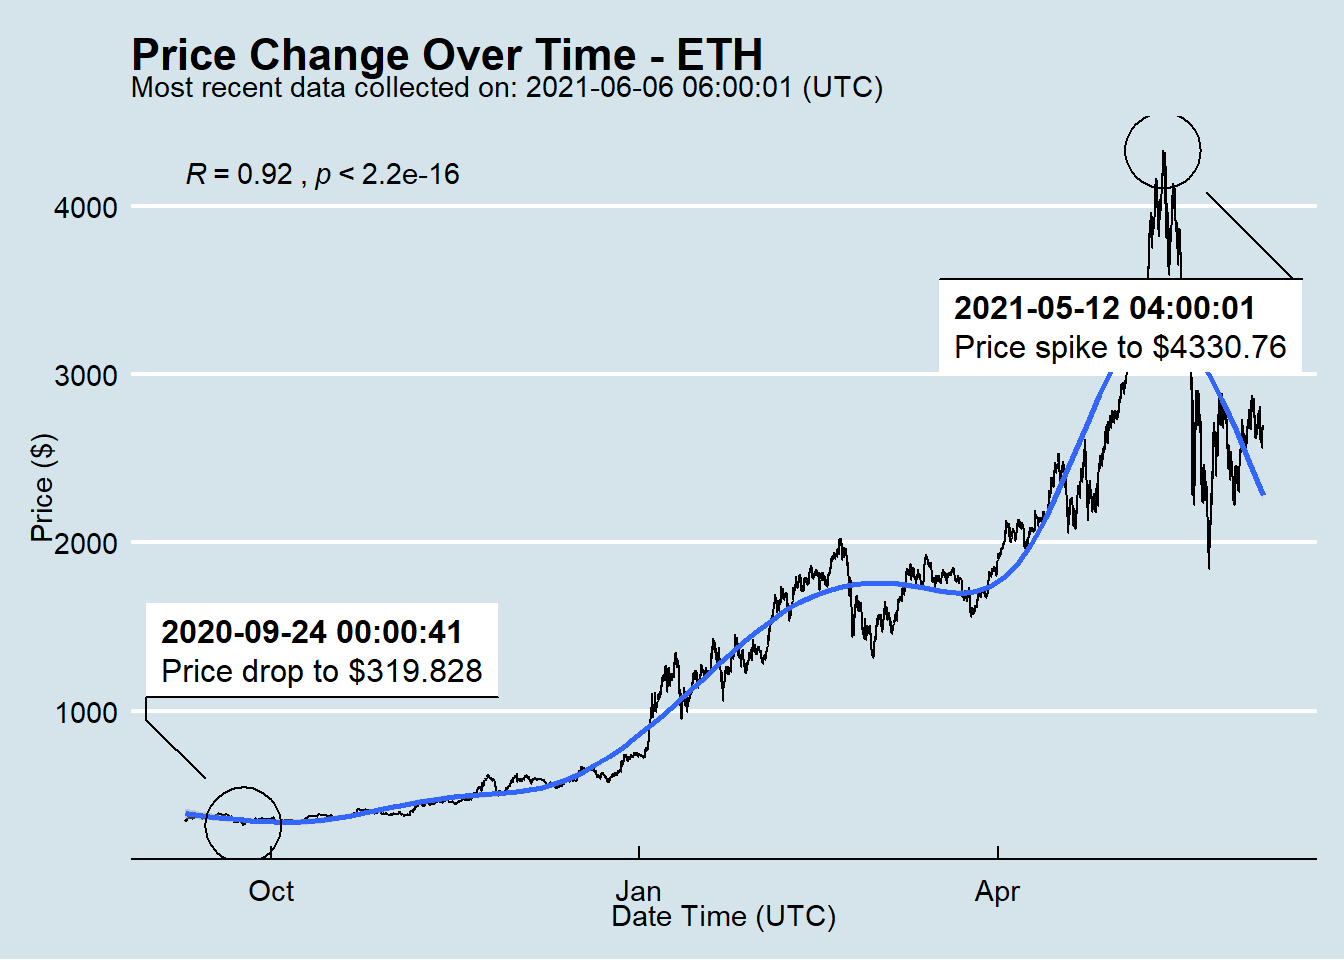 Price Change Over Time - ETH
Most recent data collected on: 2021-06-06 06:00:01 (UTC)
R = 0.92 , p < 2.2e-16
4000
3000
2000
1000
Price ($)
2021-05-12 04:00:01
Price spike to $4330.76
2020-09-24 00:00:41
Price drop to $319.828
Oct
Jan
Apr
Date Time (UTC)